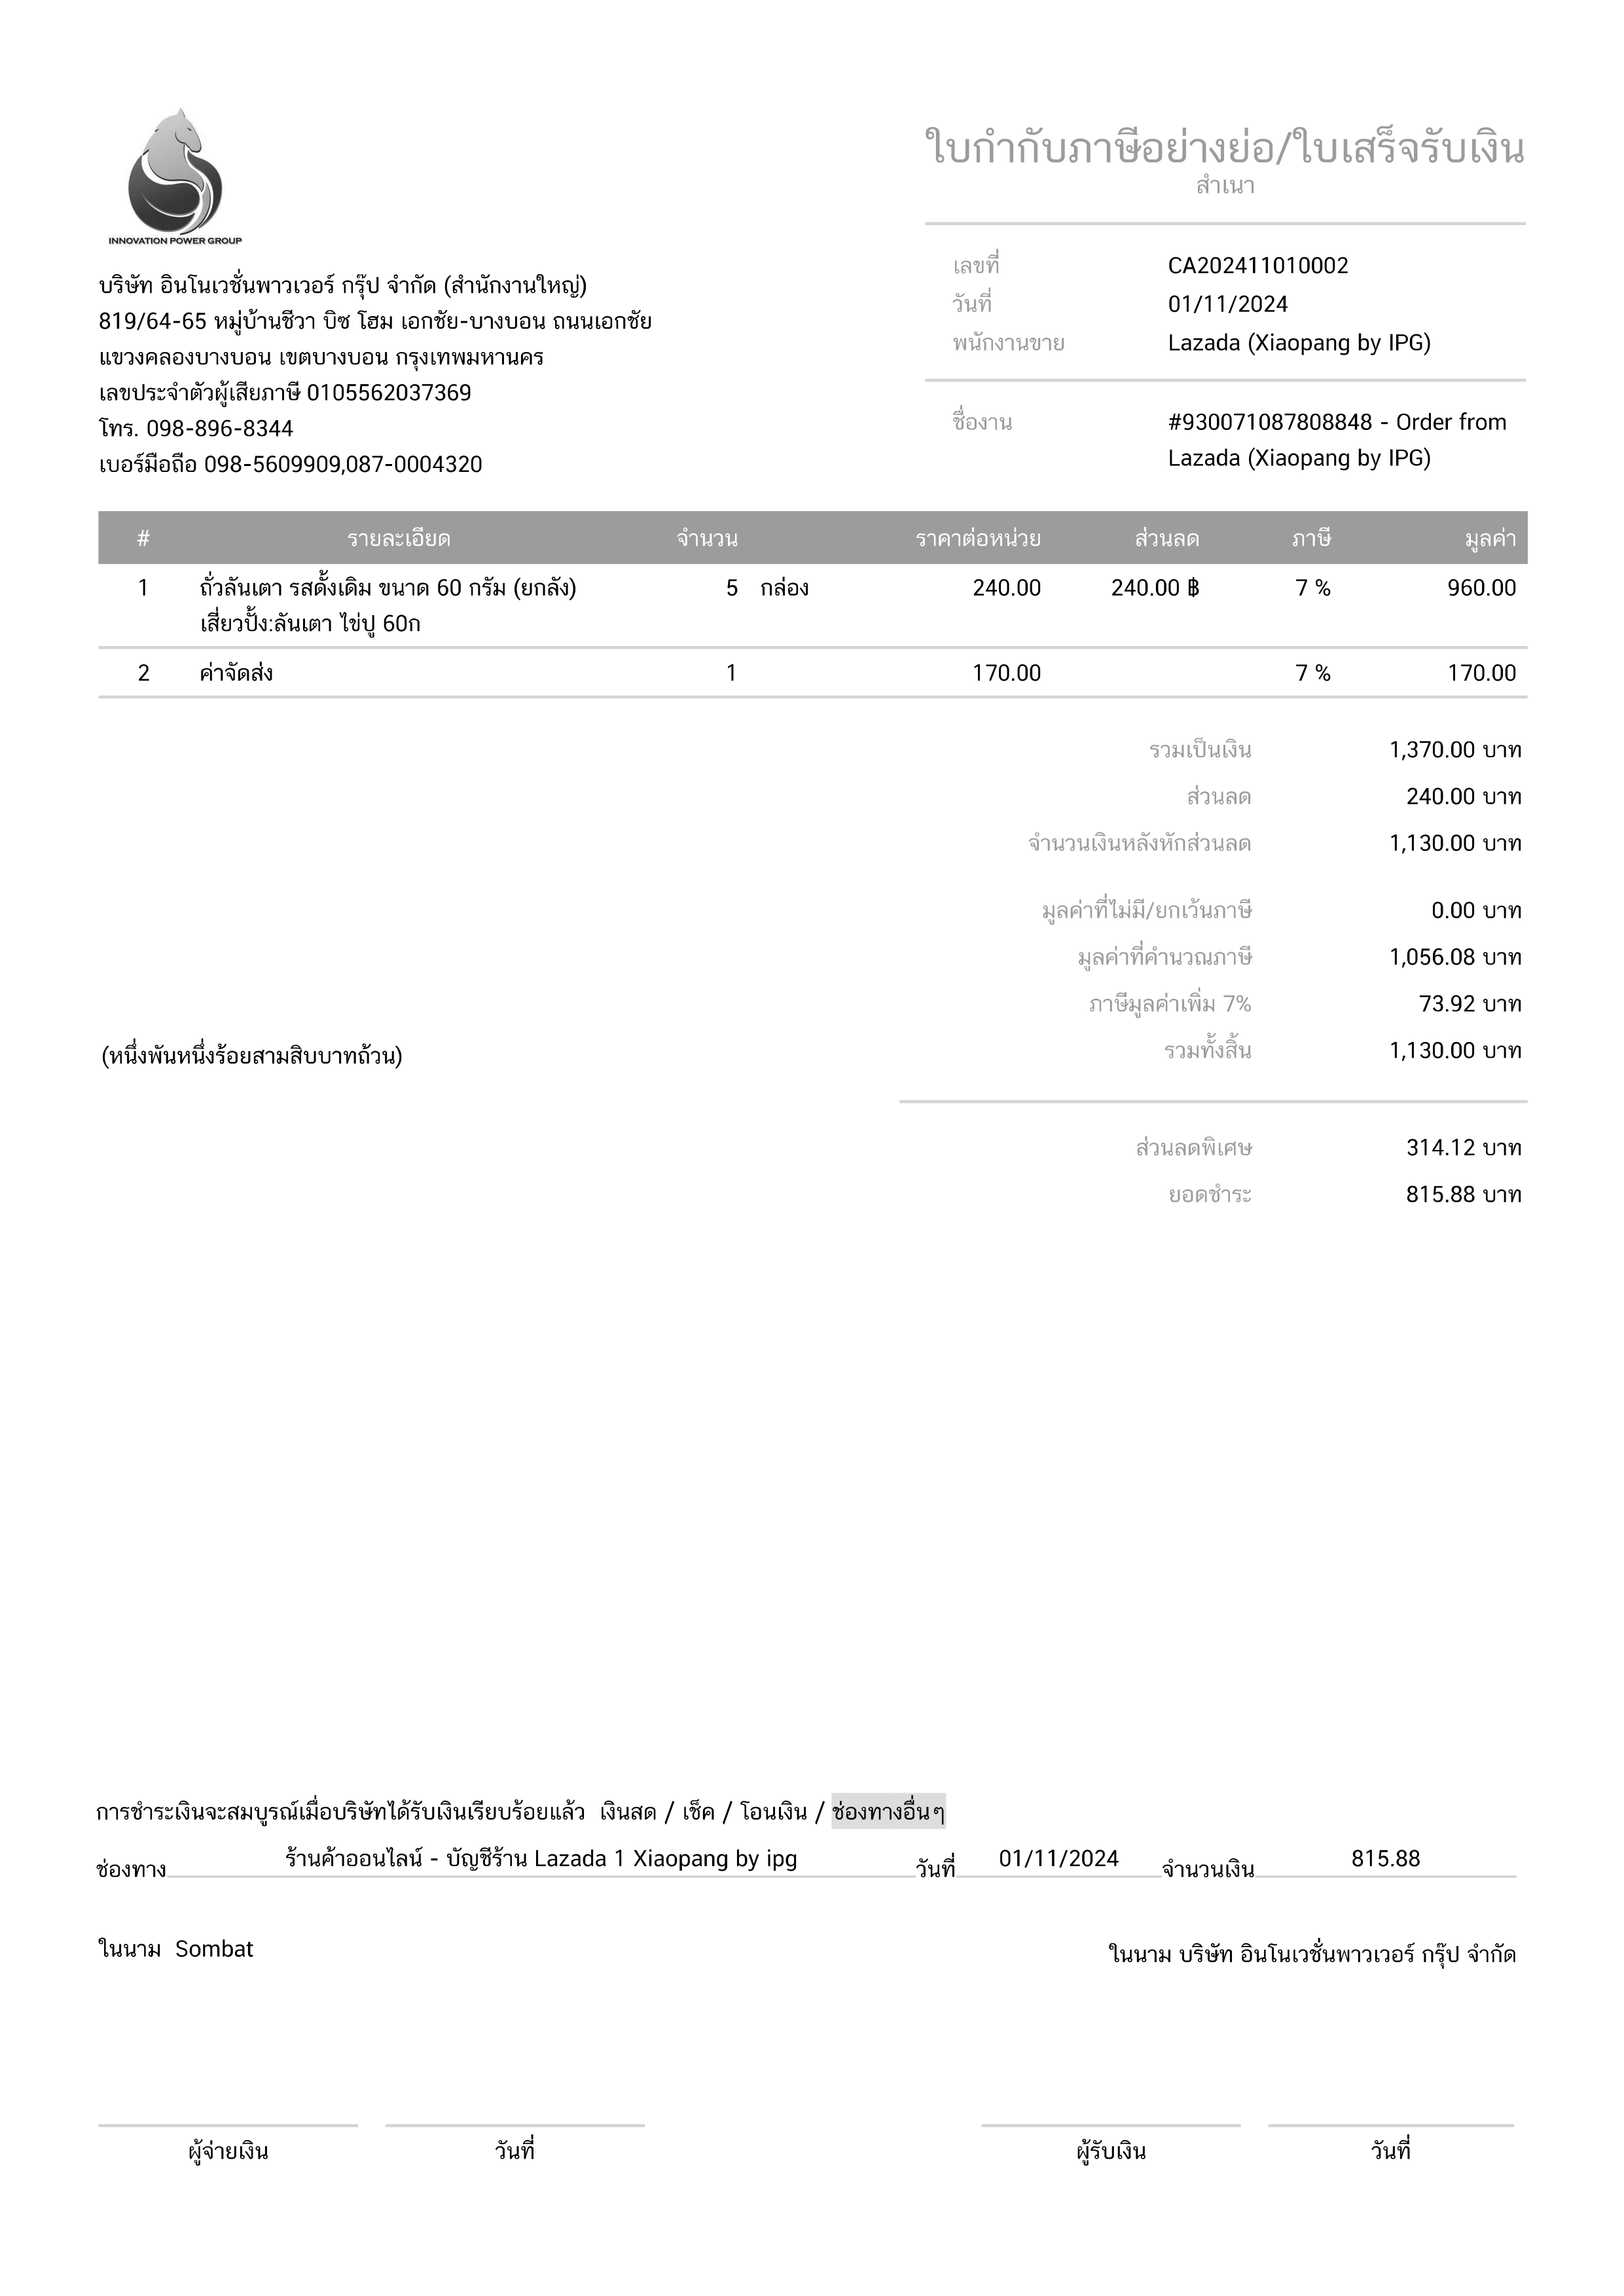 INNOVATION POWER GROUP
ใบกำกับภาษีอย่างย่อ/ใบเสร็จรับเงิน
สำเนา
บริษัท อินโนเวชั่นพาวเวอร์ กรุ๊ป จำกัด (สำนักงานใหญ่)
819/64-65 หมู่บ้านชีวา บิซ โฮม เอกชัย-บางบอน ถนนเอกชัย
แขวงคลองบางบอน เขตบางบอน กรุงเทพมหานคร
เลขประจำตัวผู้เสียภาษี 0105562037369
โทร. 098-896-8344
เบอร์มือถือ 098-5609909,087-0004320
เลขที่ CA202411010002
วันที่ 01/11/2024
พนักงานขาย Lazada (Xiaopang by IPG)
ชื่องาน #930071087808848 - Order from
Lazada (Xiaopang by IPG)
# รายละเอียด จำนวน ราคาต่อหน่วย ส่วนลด ภาษี มูลค่า
1 ถั่วลันเตา รสดั้งเดิม ขนาด 60 กรัม (ยกลัง) 5 กล่อง 240.00 240.00 ฿ 7 % 960.00
เสี่ยวปั้ง:ลันเตา ไข่ปู 60ก
2 ค่าจัดส่ง 1 170.00 7 % 170.00
รวมเป็นเงิน 1,370.00 บาท
ส่วนลด 240.00 บาท
จำนวนเงินหลังหักส่วนลด 1,130.00 บาท
มูลค่าที่ไม่มี/ยกเว้นภาษี 0.00 บาท
มูลค่าที่คำนวณภาษี 1,056.08 บาท
ภาษีมูลค่าเพิ่ม 7% 73.92 บาท
(หนึ่งพันหนึ่งร้อยสามสิบบาทถ้วน) รวมทั้งสิ้น 1,130.00 บาท
ส่วนลดพิเศษ 314.12 บาท
ยอดชำระ 815.88 บาท
การชำระเงินจะสมบูรณ์เมื่อบริษัทได้รับเงินเรียบร้อยแล้ว เงินสด / เช็ค / โอนเงิน / ช่องทางอื่นๆ
ช่องทาง ร้านค้าออนไลน์ - บัญชีร้าน Lazada 1 Xiaopang by ipg วันที่ 01/11/2024 จำนวนเงิน 815.88
ในนาม Sombat ในนาม บริษัท อินโนเวชั่นพาวเวอร์ กรุ๊ป จำกัด
ผู้จ่ายเงิน วันที่ ผู้รับเงิน วันที่